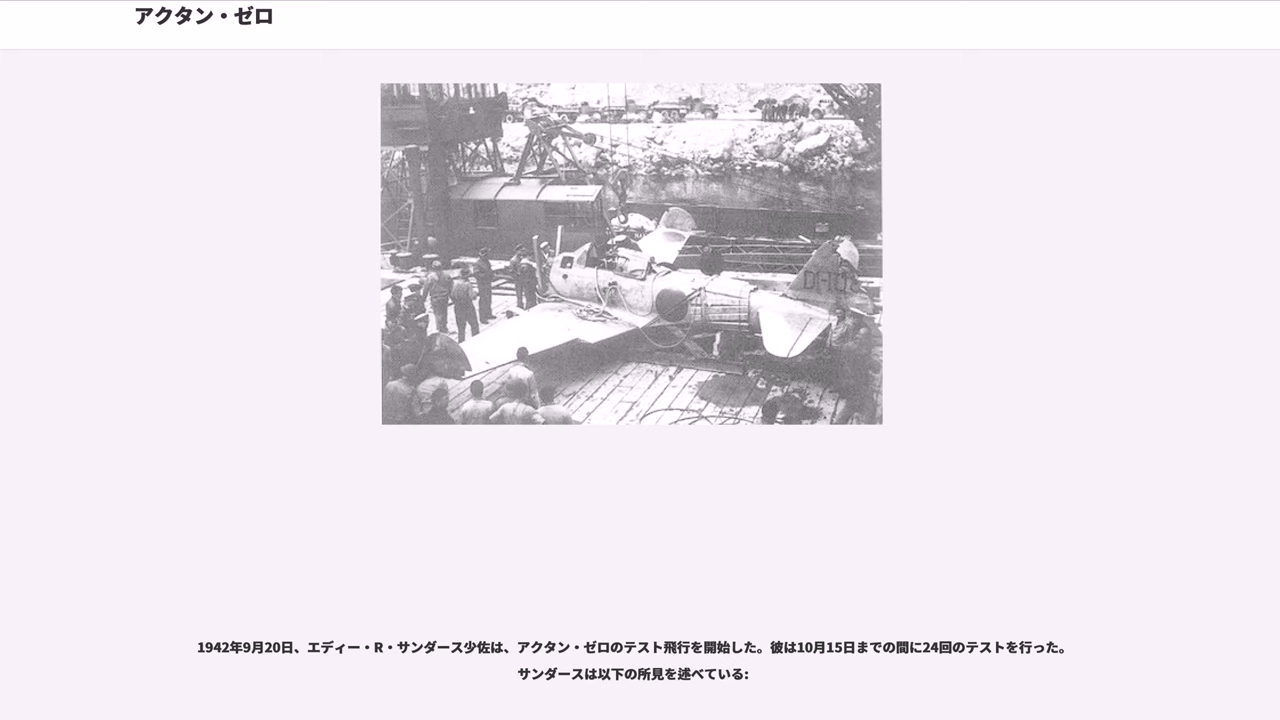 アクタン・ゼロ
1942年9月20日、エディー・R・サンダース少佐は、アクタン・ゼロのテスト飛行を開始した。彼は10月15日までの間に24回のテストを行った。
サンダースは以下の所見を述べている: